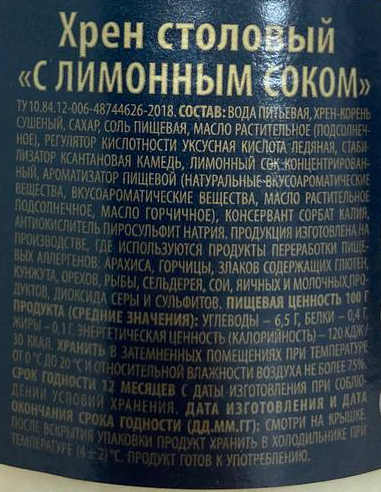 Хрен столовый
«С ЛИМОННЫМ СОКОМ»
ТУ 10.84.12-006-48744626-2018. СОСТАВ: ВОДА ПИТЬЕВАЯ, ХРЕН-КОРЕНЬ
СУШЕНЫЙ, САХАР, СОЛЬ ПИЩЕВАЯ, МАСЛО РАСТИТЕЛЬНОЕ (ПОДСОЛНЕЧ-
НОЕ), РЕГУЛЯТОР КИСЛОТНОСТИ УКСУСНАЯ КИСЛОТА ЛЕДЯНАЯ, СТАБИ-
ЛИЗАТОР КСАНТАНОВАЯ КАМЕДЬ, ЛИМОННЫЙ СОК КОНЦЕНТРИРОВАН-
НЫЙ, АРОМАТИЗАТОР ПИЩЕВОЙ (НАТУРАЛЬНЫЕ ВКУСОАРОМАТИЧЕСКИЕ
ВЕЩЕСТВА, ВКУСОАРОМАТИЧЕСКИЕ ВЕЩЕСТВА, МАСЛО РАСТИТЕЛЬНОЕ
ПОДСОЛНЕЧНОЕ, МАСЛО ГОРЧИЧНОЕ), КОНСЕРВАНТ СОРБАТ КАЛИЯ,
АНТИОКИСЛИТЕЛЬ ПИРОСУЛЬФИТ НАТРИЯ. ПРОДУКЦИЯ ИЗГОТОВЛЕНА НА
ПРОИЗВОДСТВЕ, ГДЕ ИСПОЛЬЗУЮТСЯ ПРОДУКТЫ ПЕРЕРАБОТКИ ПИЩЕ-
ВЫХ АЛЛЕРГЕНОВ: АРАХИСА, ГОРЧИЦЫ, ЗЛАКОВ СОДЕРЖАЩИХ ГЛЮТЕН,
КУНЖУТА, ОРЕХОВ, РЫБЫ, СЕЛЬДЕРЕЯ, СОИ, ЯИЧНЫХ И МОЛОЧНЫХ ПРО-
ДУКТОВ, ДИОКСИДА СЕРЫ И СУЛЬФИТОВ. ПИЩЕВАЯ ЦЕННОСТЬ 100 Г
ПРОДУКТА (СРЕДНИЕ ЗНАЧЕНИЯ): УГЛЕВОДЫ – 6,5 Г, БЕЛКИ – 0,4 Г,
ЖИРЫ – 0,1 Г. ЭНЕРГЕТИЧЕСКАЯ ЦЕННОСТЬ (КАЛОРИЙНОСТЬ) – 120 КДЖ /
30 ККАЛ. ХРАНИТЬ В ЗАТЕМНЕННЫХ ПОМЕЩЕНИЯХ ПРИ ТЕМПЕРАТУРЕ
ОТ 0 °С ДО 20 °С И ОТНОСИТЕЛЬНОЙ ВЛАЖНОСТИ ВОЗДУХА НЕ БОЛЕЕ 75%.
СРОК ГОДНОСТИ 12 МЕСЯЦЕВ С ДАТЫ ИЗГОТОВЛЕНИЯ ПРИ СОБЛЮ-
ДЕНИИ УСЛОВИЙ ХРАНЕНИЯ. ДАТА ИЗГОТОВЛЕНИЯ И ДАТА
ОКОНЧАНИЯ СРОКА ГОДНОСТИ (ДД.ММ.ГГ): СМОТРИ НА КРЫШКЕ.
ПОСЛЕ ВСКРЫТИЯ УПАКОВКИ ПРОДУКТ ХРАНИТЬ В ХОЛОДИЛЬНИКЕ ПРИ
ТЕМПЕРАТУРЕ (4 ± 2) °С. ПРОДУКТ ГОТОВ К УПОТРЕБЛЕНИЮ.